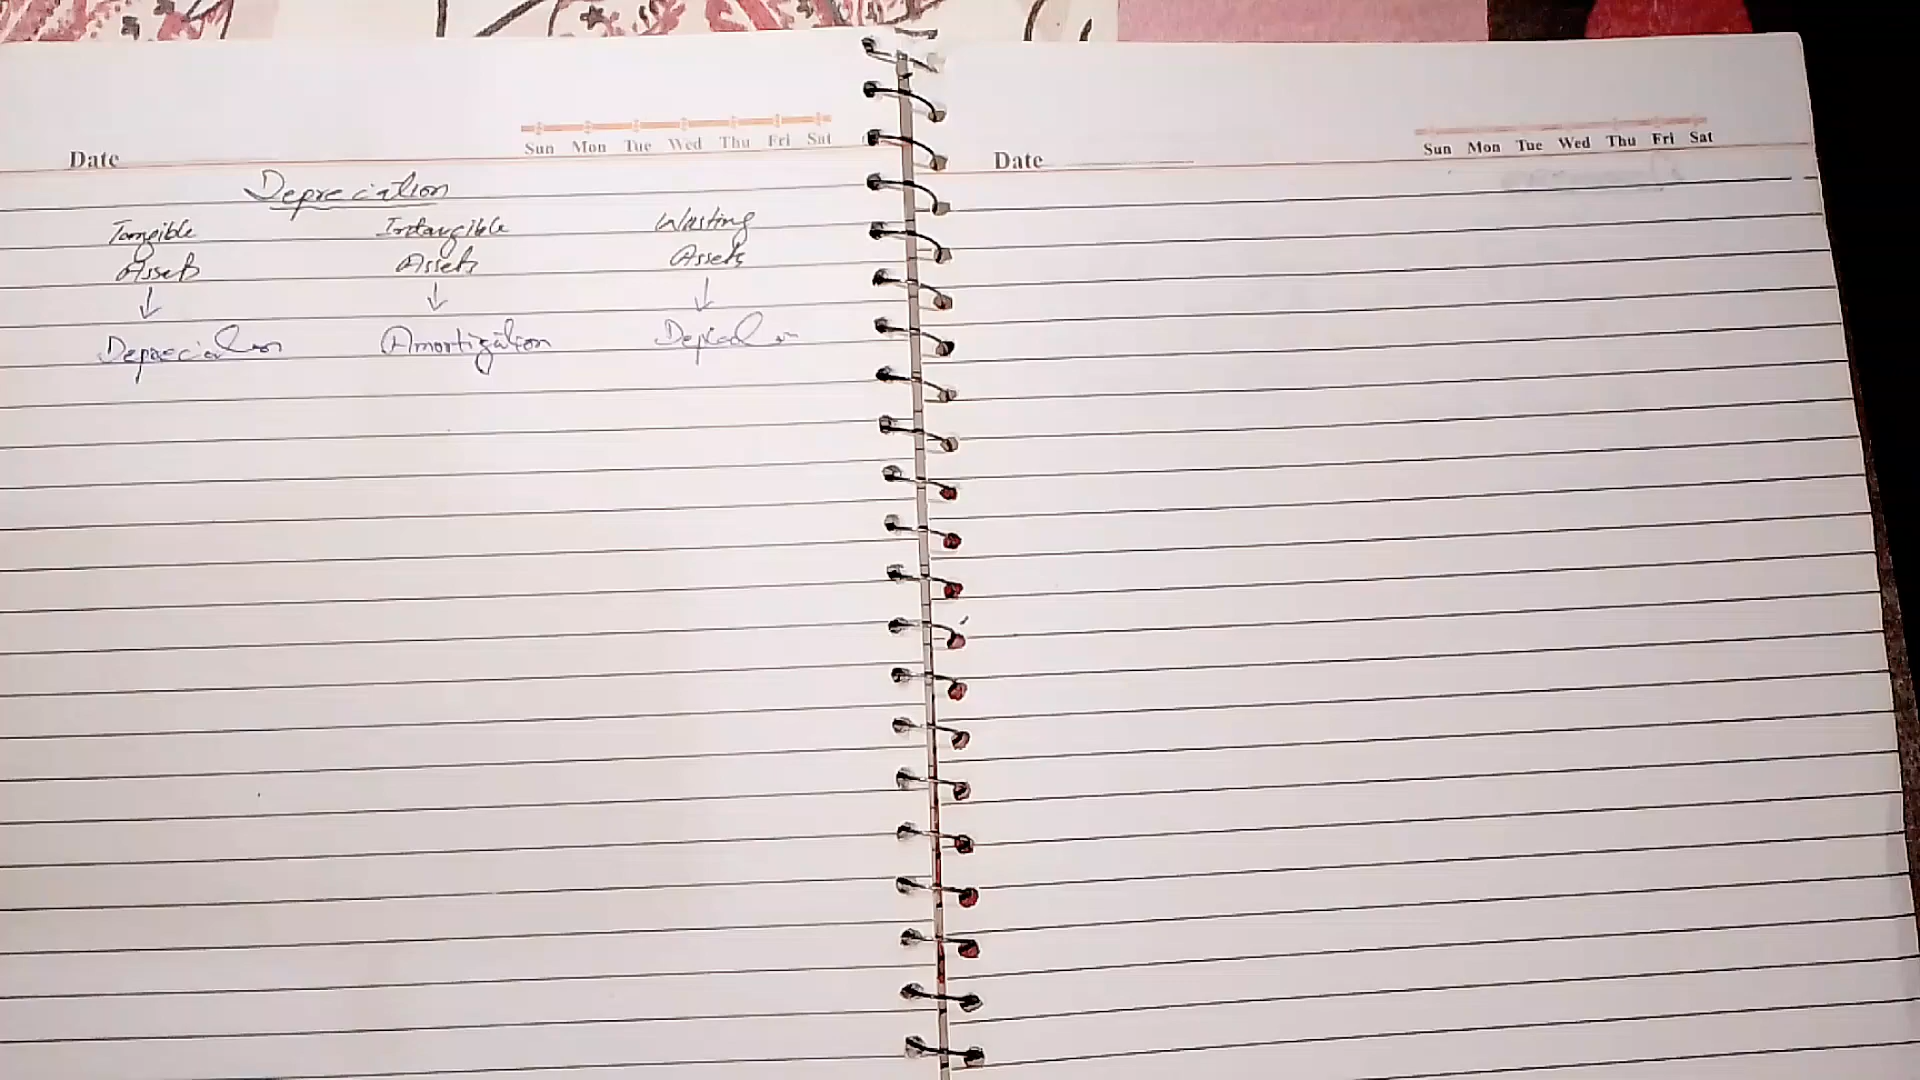 Sun Mon Tue Wed Thu Fri Sat
Date
Depreciation
Tangible Intangible Wasting
Assets Assets Assets
↓ ↓ ↓
Depreciation Amortization
Sun Mon Tue Wed Thu Fri Sat
Date